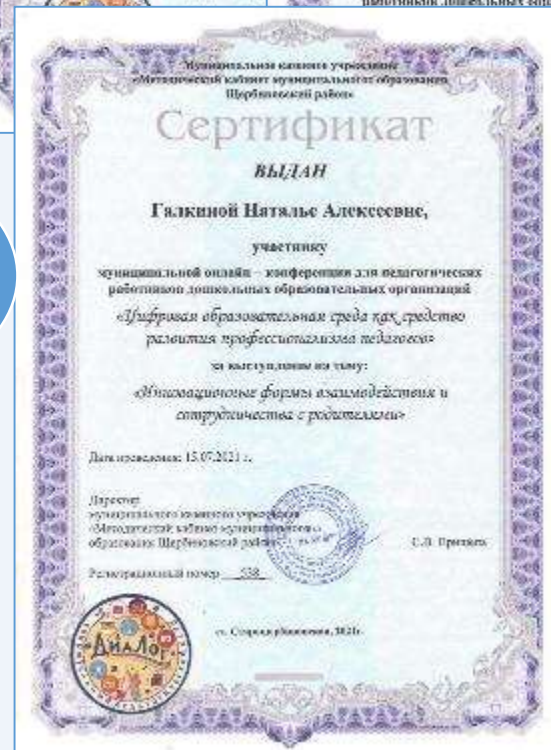 работников дошкольных
Муниципальное казенное учреждение
«Методический кабинет муниципального образования
Щербиновский район»
Сертификат
ВЫДАН
Галкиной Наталье Алексеевне,
участнику
муниципальной онлайн – конференции для педагогических
работников дошкольных образовательных организаций
«Цифровая образовательная среда как средство
развития профессионализма педагогов»
за выступление на тему:
«Инновационные формы взаимодействия и
сотрудничества с родителями»
Дата проведения: 15.07.2021 г.
Директор
муниципального казенного учреждения
«Методический кабинет муниципального
образования Щербиновский район»
С.В.
Регистрационный номер 538
ст. Старощербиновская, 2021г.
ДиаЛог